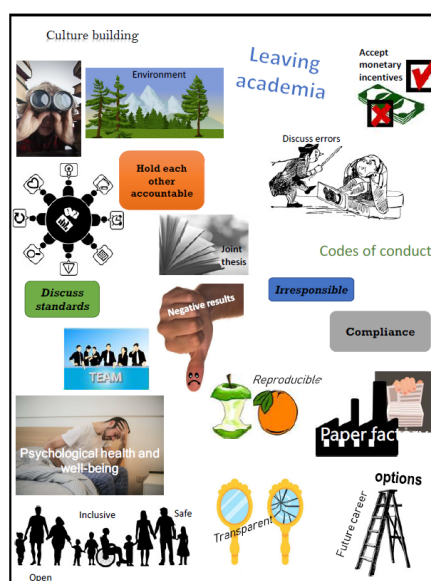 Culture building
Leaving
academia
Accept
monetary
incentives
Environment
Discuss errors
Hold each
other
accountable
Joint
thesis
Codes of conduct
Discuss
standards
Negative results
Irresponsible
Compliance
TEAM
Reproducible
Paper factory
Psychological health and
well-being
Inclusive
Safe
Open
Transparent
Future career
options